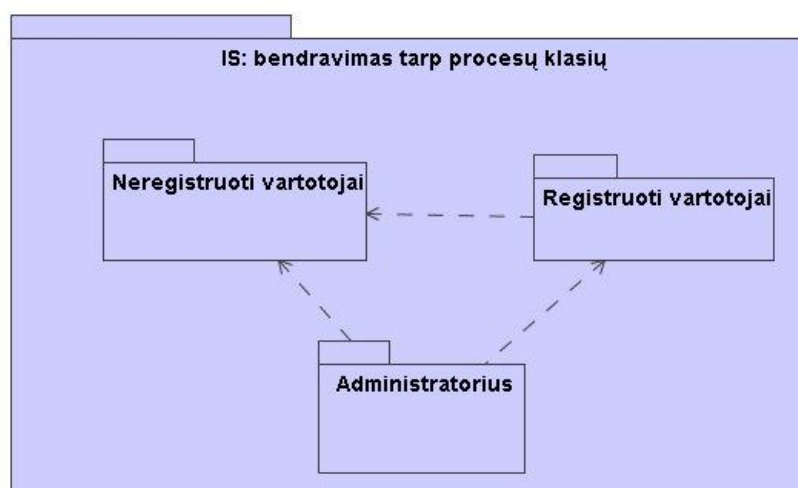 IS: bendravimas tarp procesų klasių
Neregistruoti vartotojai
Registruoti vartotojai
Administratorius